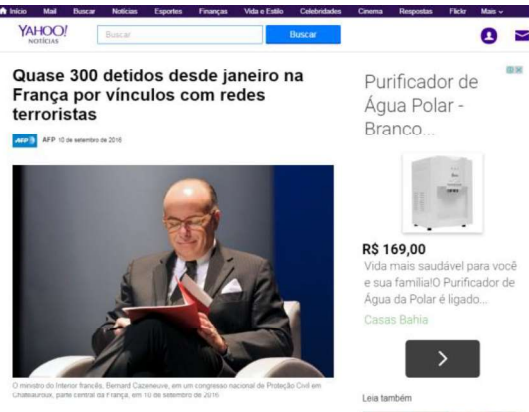 Início Mail Buscar Notícias Esportes Finanças Vida e Estilo Celebridades Cinema Respostas Flickr Mais
YAHOO!
NOTÍCIAS
Buscar
Buscar
Quase 300 detidos desde janeiro na
França por vínculos com redes
terroristas
AFP AFP 10 de setembro de 2016
O ministro do Interior francês, Bernard Cazeneuve, em um congresso nacional de Proteção Civil em
Chateauroux, parte central da França, em 10 de setembro de 2016
Purificador de
Água Polar -
Branco...
R$ 169,00
Vida mais saudável para você
e sua família!O Purificador de
Água da Polar é ligado...
Casas Bahia
Leia também